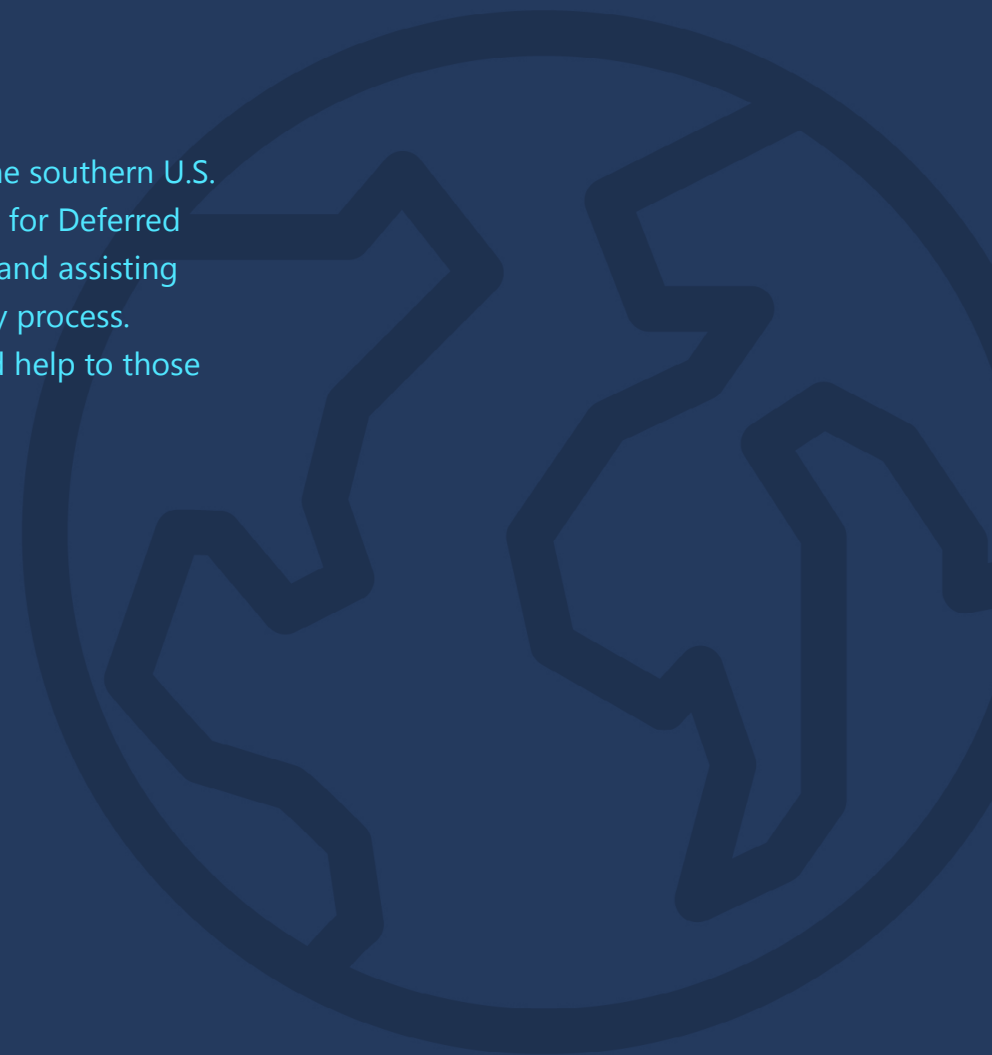 he southern U.S.
for Deferred
and assisting
y process.
l help to those